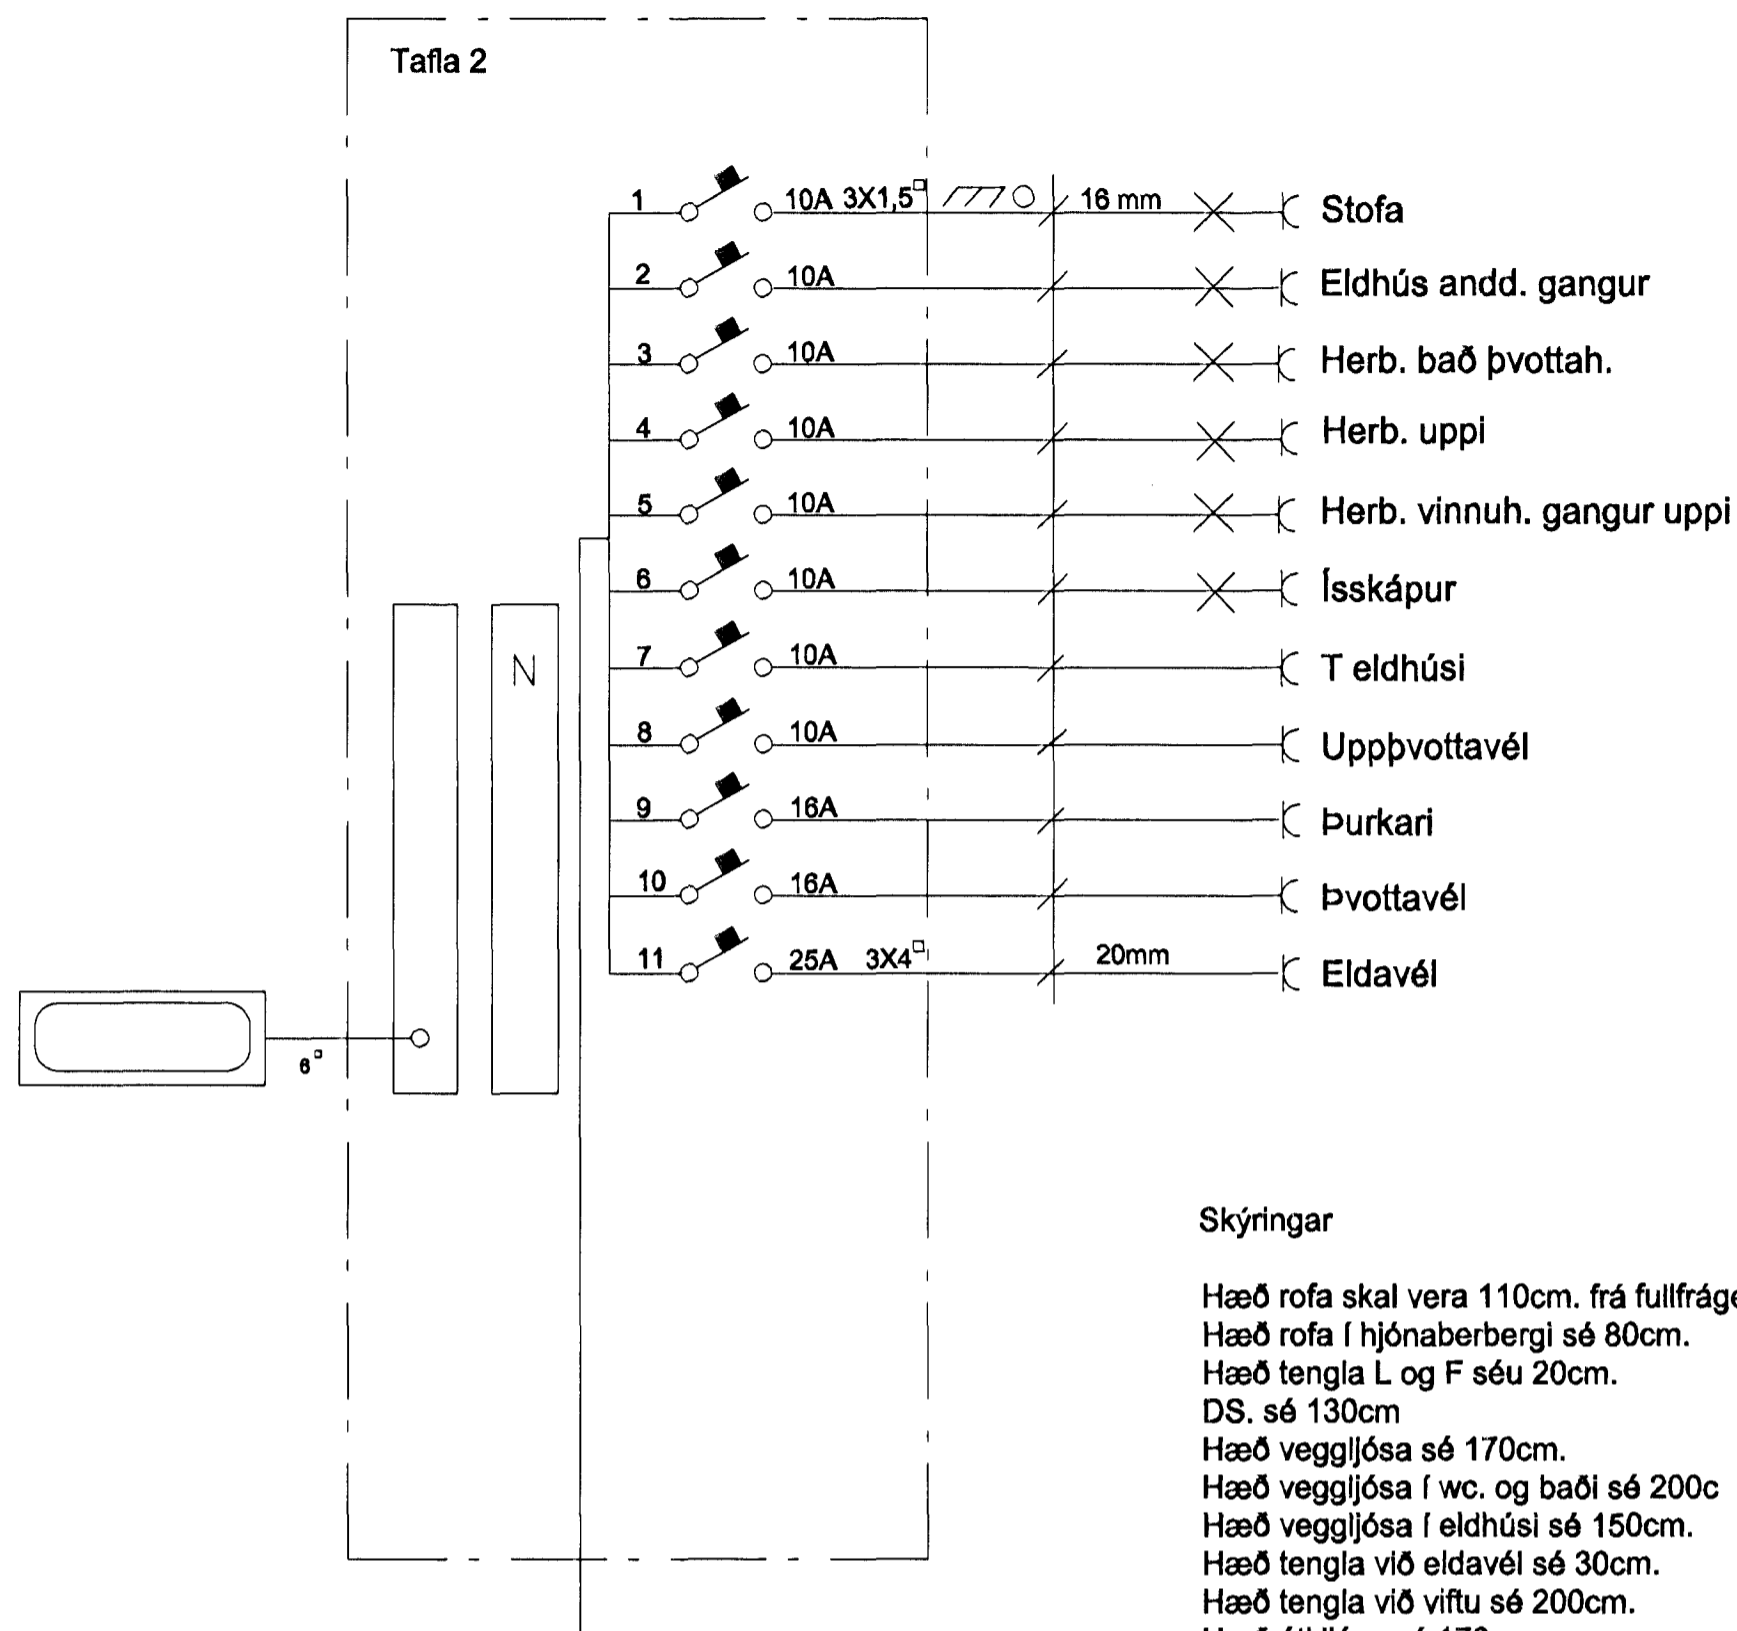 Tafla 2
1 10A 3X1,5□ 16 mm Stofa
2 10A Eldhús andd. gangur
3 10A Herb. bað þvottah.
4 10A Herb. uppi
5 10A Herb. vinnuh. gangur uppi
6 10A Ísskápur
7 10A T eldhúsi
8 10A Uppþvottavél
9 16A Þurkari
10 16A Þvottavél
11 25A 3X4□ 20mm Eldavél
N
6□
Skýringar
Hæð rofa skal vera 110cm. frá
Hæð rofa í hjónaberbergi sé 80cm.
Hæð tengla L og F séu 20cm.
DS. sé 130cm
Hæð veggljósa sé 170cm.
Hæð veggljósa í wc. og baði sé 200c
Hæð veggljósa í eldhúsi sé 150cm.
Hæð tengla við eldavél sé 30cm.
Hæð tengla við viftu sé 200cm.